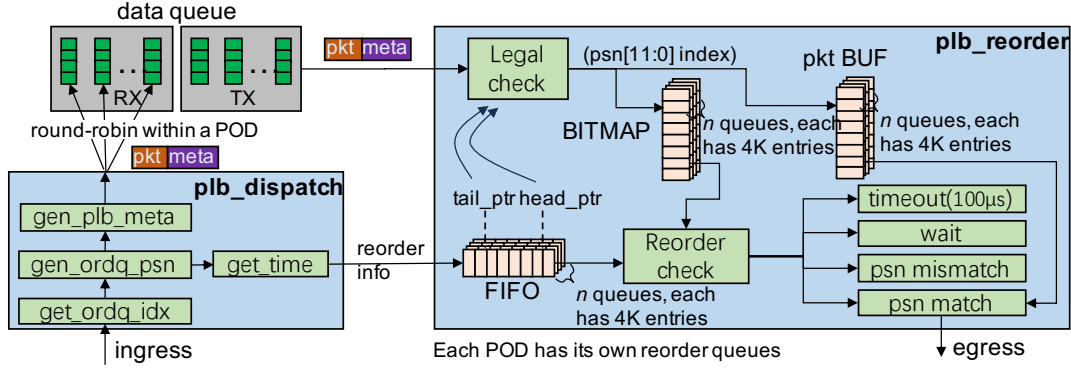 data queue
RX
TX
round-robin within a POD
pkt meta
plb_dispatch
gen_plb_meta
gen_ordq_psn
get_time
get_ordq_idx
ingress
pkt meta
reorder
info
plb_reorder
Legal
check
(psn[11:0] index)
pkt BUF
BITMAP
n queues, each
has 4K entries
n queues, each
has 4K entries
tail_ptr head_ptr
FIFO
n queues, each
has 4K entries
Reorder
check
timeout(100μs)
wait
psn mismatch
psn match
Each POD has its own reorder queues
egress